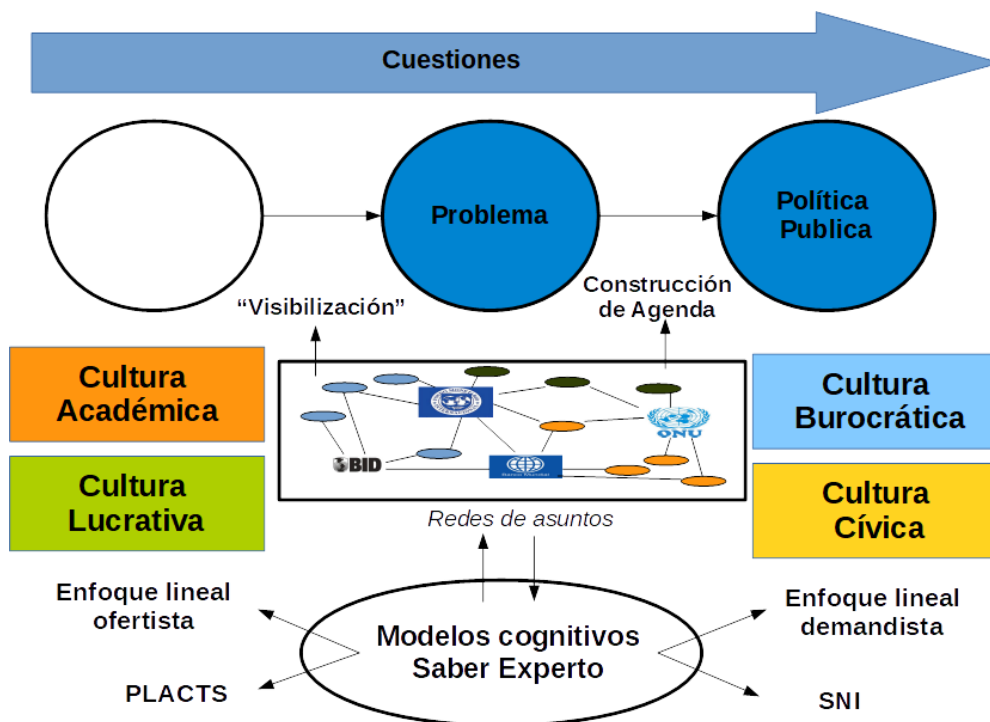 Cuestiones
Problema
Política
Publica
“Visibilización”
Construcción
de Agenda
Cultura
Académica
Cultura
Burocrática
BID
ONU
Cultura
Lucrativa
Cultura
Cívica
Redes de asuntos
Enfoque lineal
ofertista
Modelos cognitivos
Saber Experto
Enfoque lineal
demandista
PLACTS
SNI